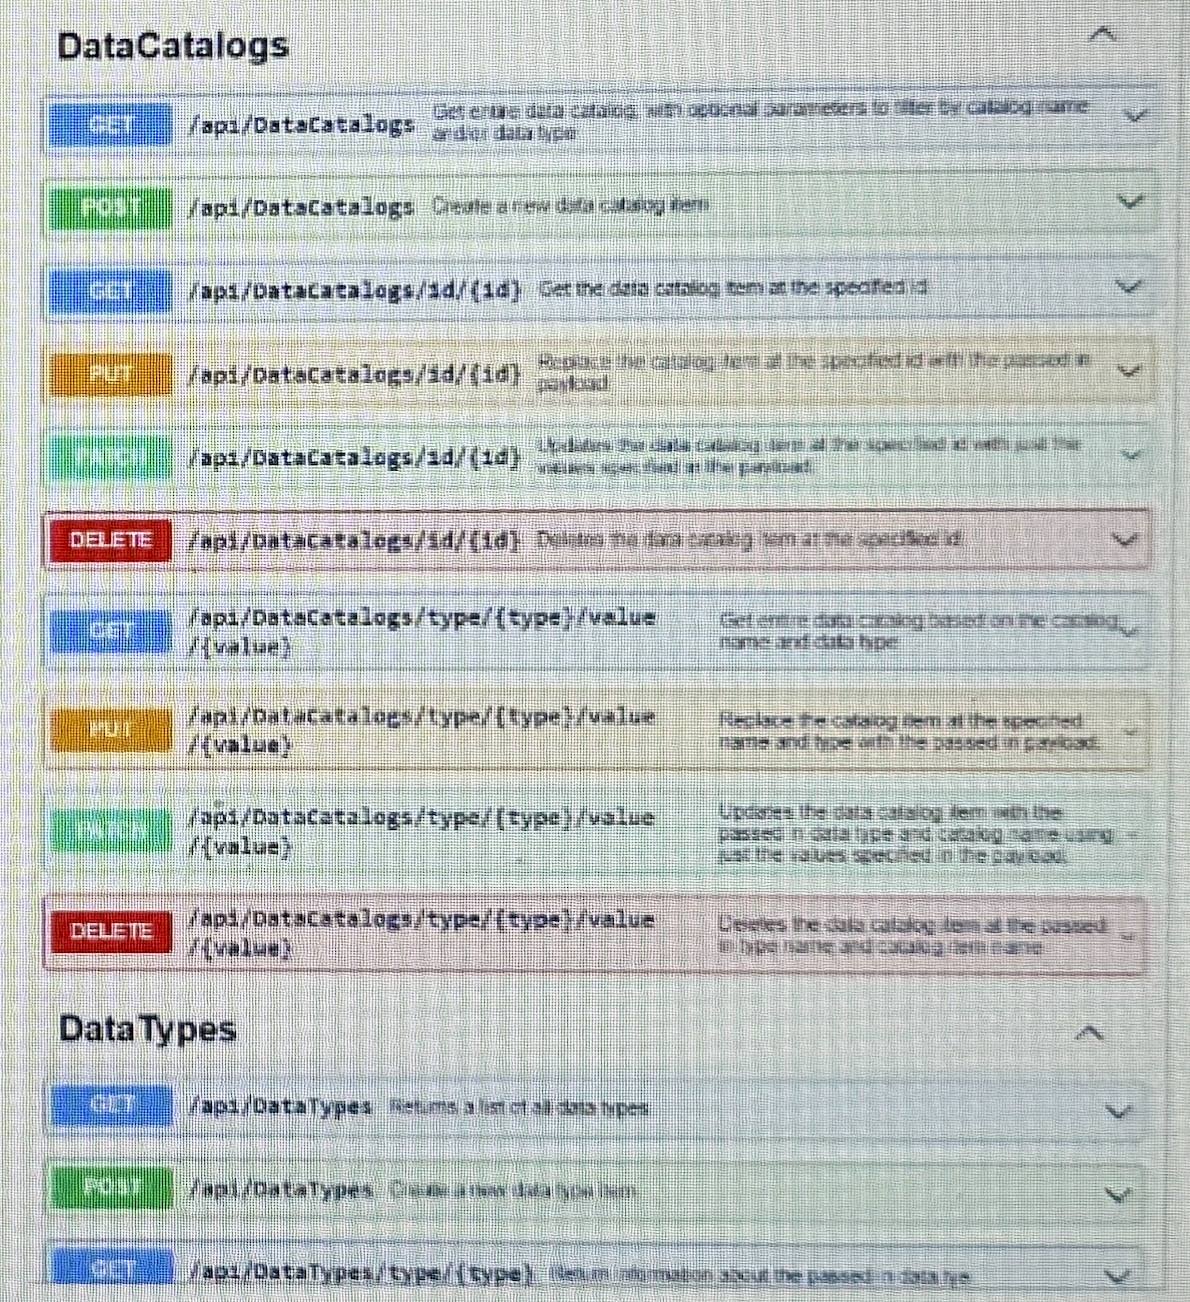 DataCatalogs
GET /api/DataCatalogs Get entire data catalog, with optional parameters to filter by catalog name
and/or data type
POST /api/DataCatalogs Create a new data catalog item
GET /api/DataCatalogs/id/{id} Get the data catalog item at the specified id
PUT /api/DataCatalogs/id/{id} Replace the catalog item at the specified id with the passed in
payload.
PATCH /api/DataCatalogs/id/{id} Updates the data catalog item at the specified id with just the
values specified in the payload.
DELETE /api/DataCatalogs/id/{id} Deletes the data catalog item at the specified id
GET /api/DataCatalogs/type/{type}/value Get entire data catalog based on the catalog
/{value} name and data type
PUT /api/DataCatalogs/type/{type}/value Replace the catalog item at the specified
/{value} name and type with the passed in payload.
PATCH /api/DataCatalogs/type/{type}/value Updates the data catalog item with the
/{value} passed in data type and catalog name using
just the values specified in the payload.
DELETE /api/DataCatalogs/type/{type}/value Deletes the data catalog item at the passed
/{value} in type name and catalog item name
DataTypes
GET /api/DataTypes Returns a list of all data types
POST /api/DataTypes Create a new data type item
GET /api/DataTypes/type/{type} Return information about the passed in data